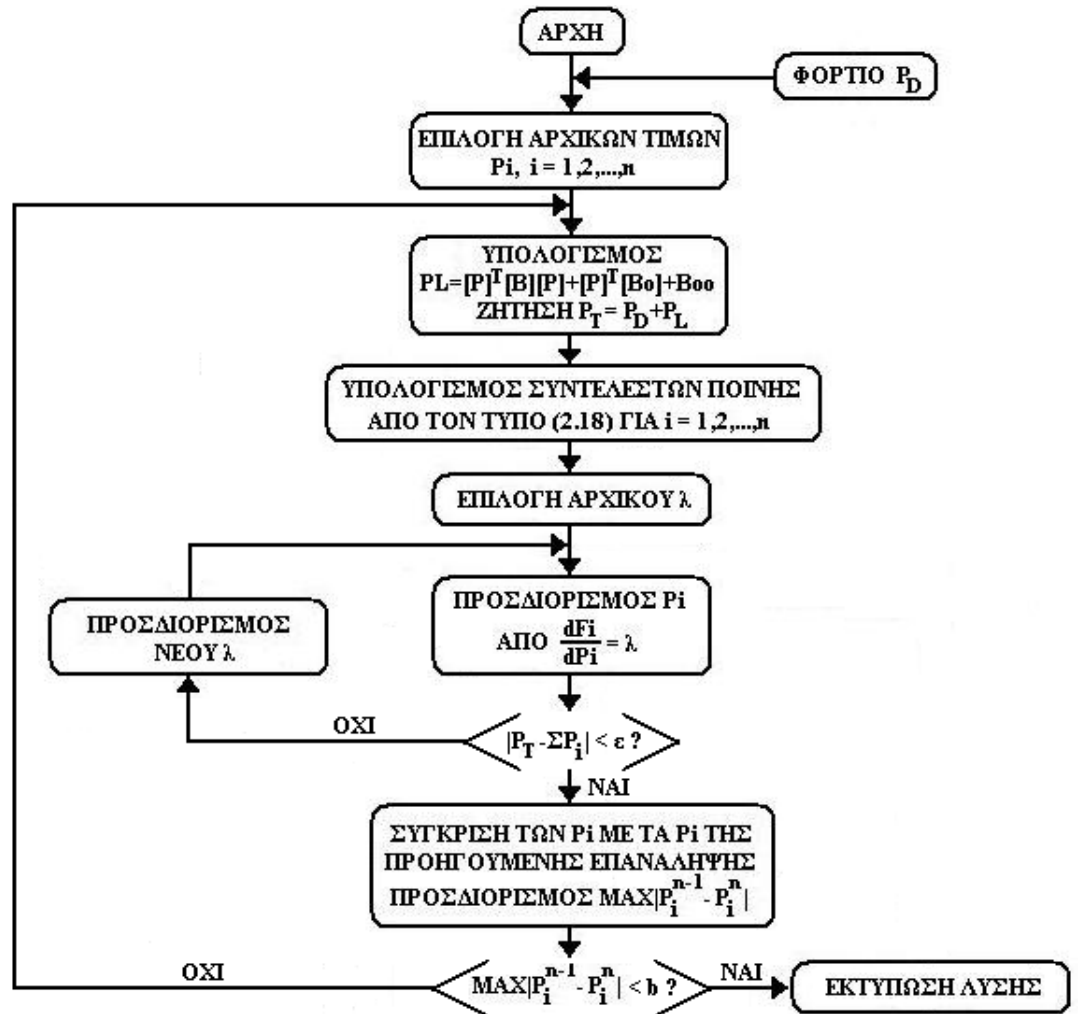 ΑΡΧΗ
ΦΟΡΤΙΟ P_D
ΕΠΙΛΟΓΗ ΑΡΧΙΚΩΝ ΤΙΜΩΝ
Pi, i = 1,2,...,n
ΥΠΟΛΟΓΙΣΜΟΣ
PL=[P]^T[B][P]+[P]^T[Bo]+Boo
ΖΗΤΗΣΗ P_T = P_D+P_L
ΥΠΟΛΟΓΙΣΜΟΣ ΣΥΝΤΕΛΕΣΤΩΝ ΠΟΙΝΗΣ
ΑΠΟ ΤΟΝ ΤΥΠΟ (2.18) ΓΙΑ i = 1,2,...,n
ΕΠΙΛΟΓΗ ΑΡΧΙΚΟΥ λ
ΠΡΟΣΔΙΟΡΙΣΜΟΣ Pi
ΑΠΟ dFi/dPi = λ
ΠΡΟΣΔΙΟΡΙΣΜΟΣ
ΝΕΟΥ λ
ΟΧΙ
|P_T - ΣP_i| < ε ?
ΝΑΙ
ΣΥΓΚΡΙΣΗ ΤΩΝ Pi ΜΕ ΤΑ Pi ΤΗΣ
ΠΡΟΗΓΟΥΜΕΝΗΣ ΕΠΑΝΑΛΗΨΗΣ
ΠΡΟΣΔΙΟΡΙΣΜΟΣ MAX|P_i^{n-1} - P_i^n|
ΟΧΙ
MAX|P_i^{n-1} - P_i^n| < b ?
ΝΑΙ
ΕΚΤΥΠΩΣΗ ΛΥΣΗΣ